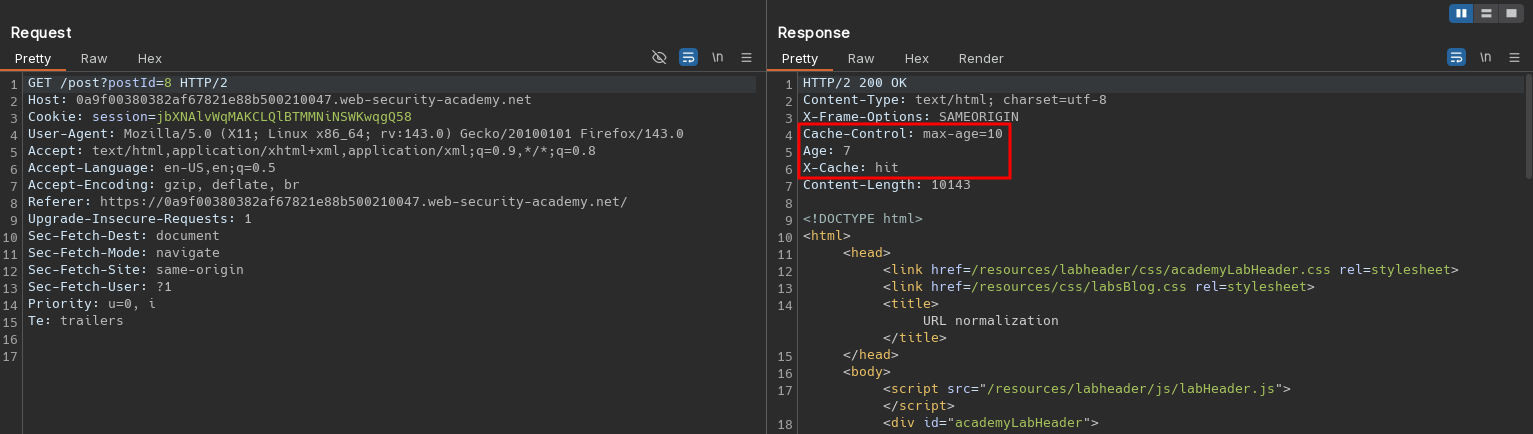 Request
Pretty Raw Hex \n
1 GET /post?postId=8 HTTP/2
2 Host: 0a9f00380382af67821e88b500210047.web-security-academy.net
3 Cookie: session=jbXNAlvWqMAKCLQlBTMMNiNSWKwqgQ58
4 User-Agent: Mozilla/5.0 (X11; Linux x86_64; rv:143.0) Gecko/20100101 Firefox/143.0
5 Accept: text/html,application/xhtml+xml,application/xml;q=0.9,*/*;q=0.8
6 Accept-Language: en-US,en;q=0.5
7 Accept-Encoding: gzip, deflate, br
8 Referer: https://0a9f00380382af67821e88b500210047.web-security-academy.net/
9 Upgrade-Insecure-Requests: 1
10 Sec-Fetch-Dest: document
11 Sec-Fetch-Mode: navigate
12 Sec-Fetch-Site: same-origin
13 Sec-Fetch-User: ?1
14 Priority: u=0, i
15 Te: trailers
16
17
Response
Pretty Raw Hex Render \n
1 HTTP/2 200 OK
2 Content-Type: text/html; charset=utf-8
3 X-Frame-Options: SAMEORIGIN
4 Cache-Control: max-age=10
5 Age: 7
6 X-Cache: hit
7 Content-Length: 10143
8
9 <!DOCTYPE html>
10 <html>
11 <head>
12 <link href=/resources/labheader/css/academyLabHeader.css rel=stylesheet>
13 <link href=/resources/css/labsBlog.css rel=stylesheet>
14 <title>
URL normalization
</title>
15 </head>
16 <body>
17 <script src="/resources/labheader/js/labHeader.js">
</script>
18 <div id="academyLabHeader">